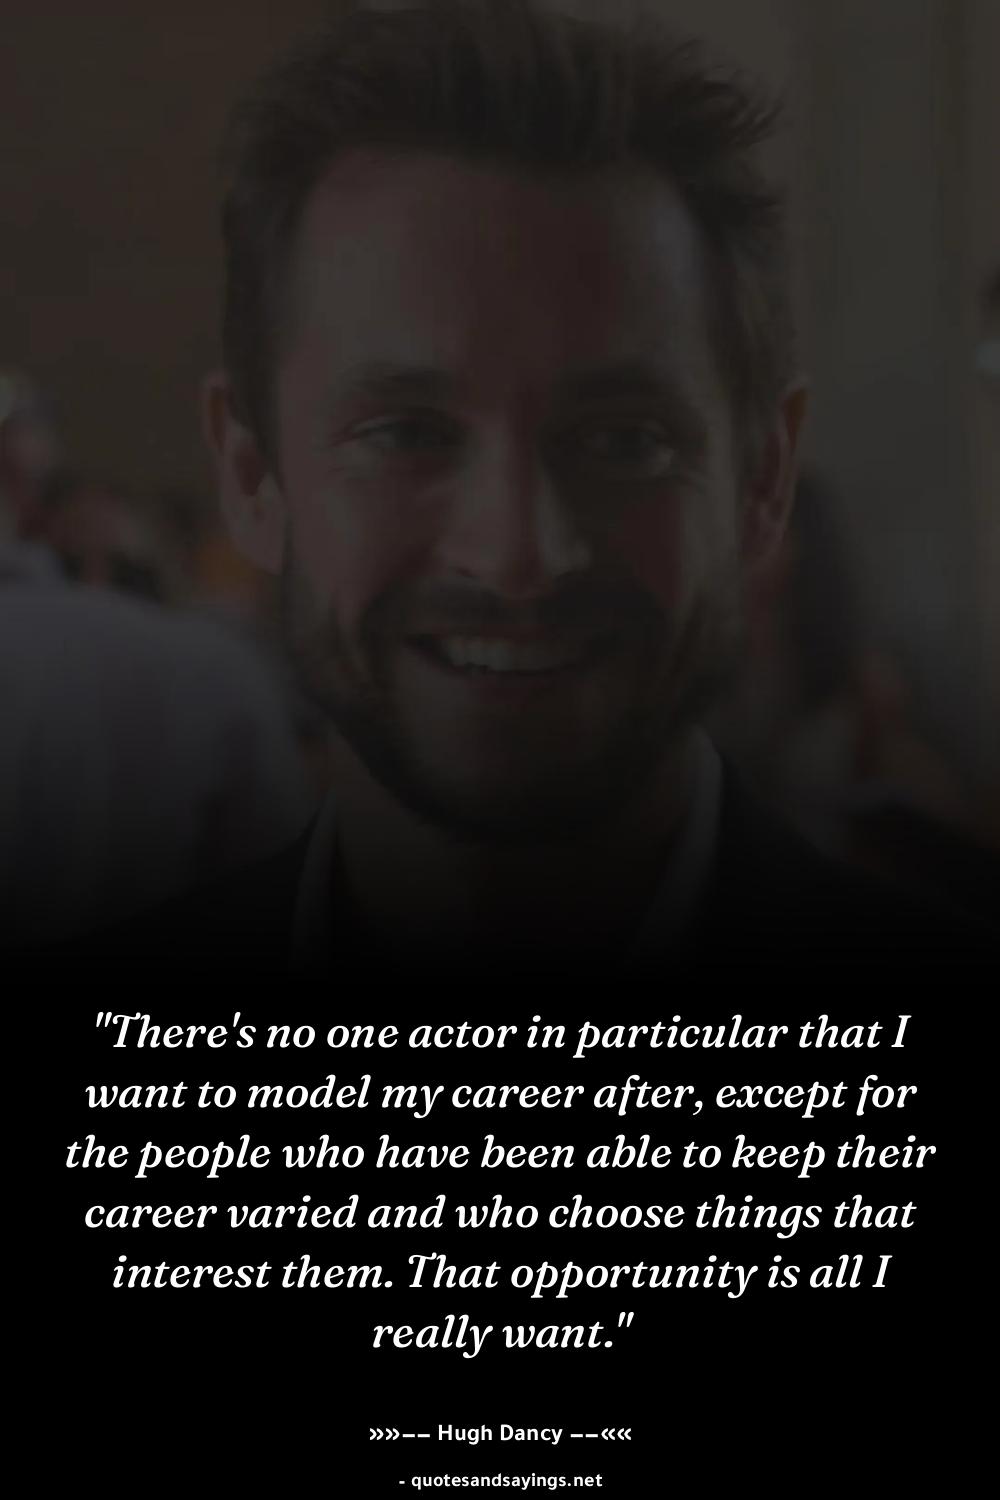 "There's no one actor in particular that I
want to model my career after, except for
the people who have been able to keep their
career varied and who choose things that
interest them. That opportunity is all I
really want."
»»−− Hugh Dancy −−««
- quotesandsayings.net